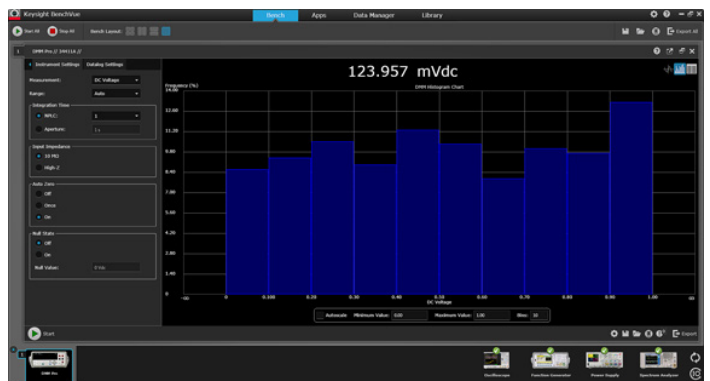 Keysight BenchVue
Bench Apps Data Manager Library
Start All Stop All Bench Layout: Export All
1 DMM Pro // 34411A //
Instrument Settings Datalog Settings
Measurement: DC Voltage
Range: Auto
Integration Time
NPLC: 1
Aperture: 1 s
Input Impedance
10 MΩ
High-Z
Auto Zero
Off
Once
On
Null State
Off
On
Null Value:
123.957 mVdc
Frequency (%)
DMM Histogram Chart
14.00
12.60
11.20
9.80
8.40
7.00
5.60
4.20
2.80
1.40
0
-∞ 0 0.100 0.20 0.30 0.40 0.50 0.60 0.70 0.80 0.90 1.00 ∞
DC Voltage
Autoscale Minimum Value: 0.00 Maximum Value: 1.00 Bins: 10
Start Export
1
DMM Pro
Oscilloscope Function Generator Power Supply Spectrum Analyzer